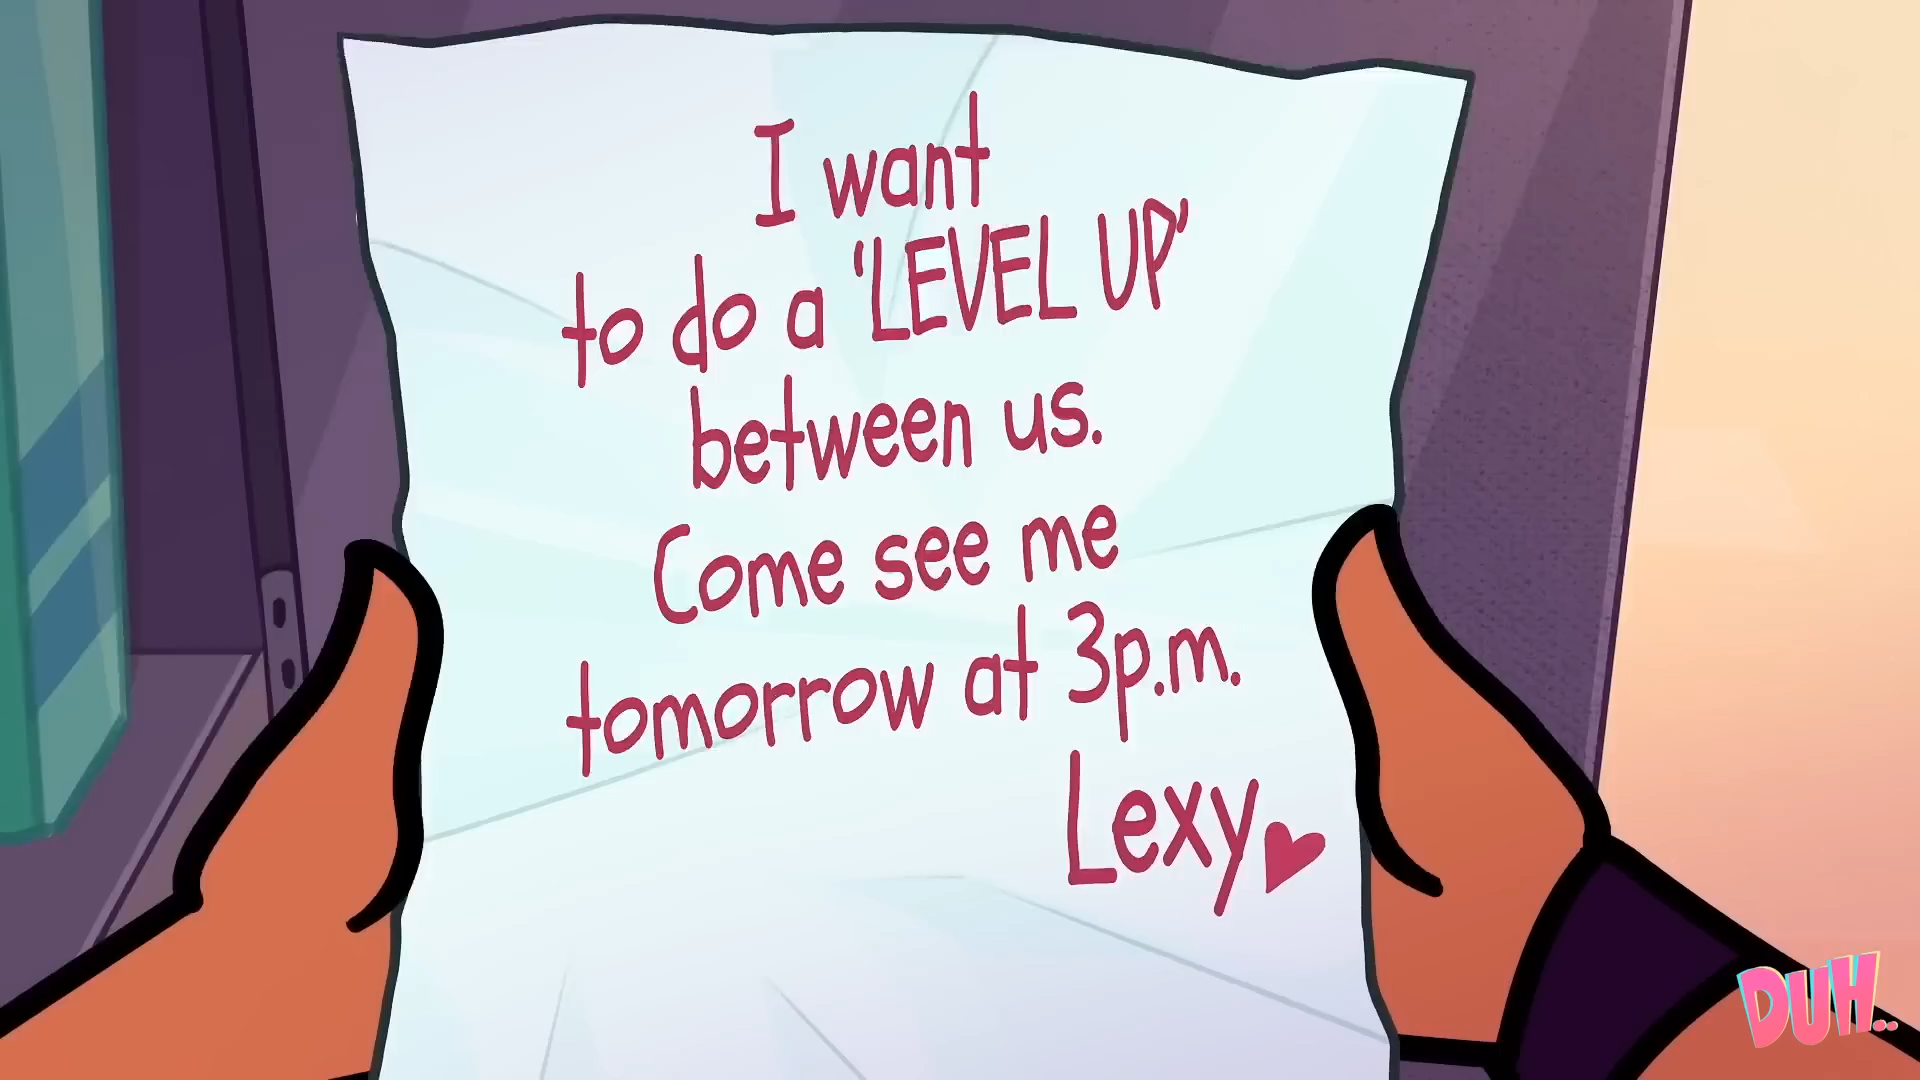 I want
to do a 'LEVEL UP'
between us.
Come see me
tomorrow at 3p.m.
Lexy
DUH..